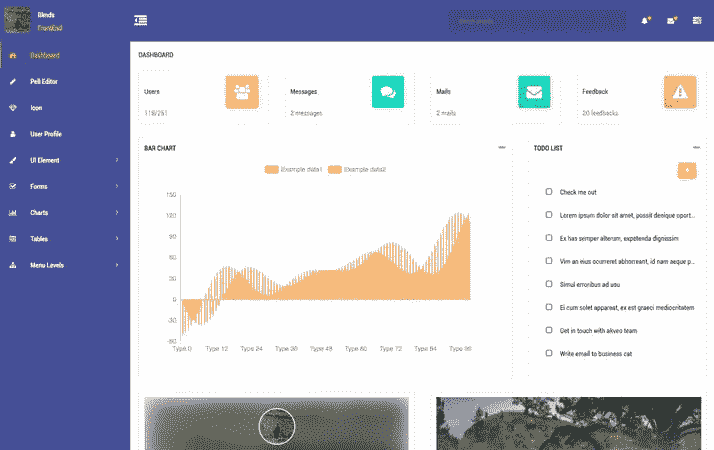 Blends
FrontEnd
Dashboard
Pell Editor
Icon
User Profile
UI Element
Forms
Charts
Tables
Menu Levels
DASHBOARD
Users
118/251
Messages
2 messages
Mails
2 mails
Feedback
20 feedbacks
BAR CHART
Example data1 Example data2
150
120
90
60
30
0
-30
-60
Type 0 Type 12 Type 24 Type 36 Type 48 Type 60 Type 72 Type 84 Type 96
TODO LIST
+
Check me out
Lorem ipsum dolor sit amet, possit denique oport...
Ex has semper alterum, expetenda dignissim
Vim an eius ocurreret abhorreant, id nam aeque p...
Simul erroribus ad usu
Ei cum solet appareat, ex est graeci mediocritatem
Get in touch with akveo team
Write email to business cat